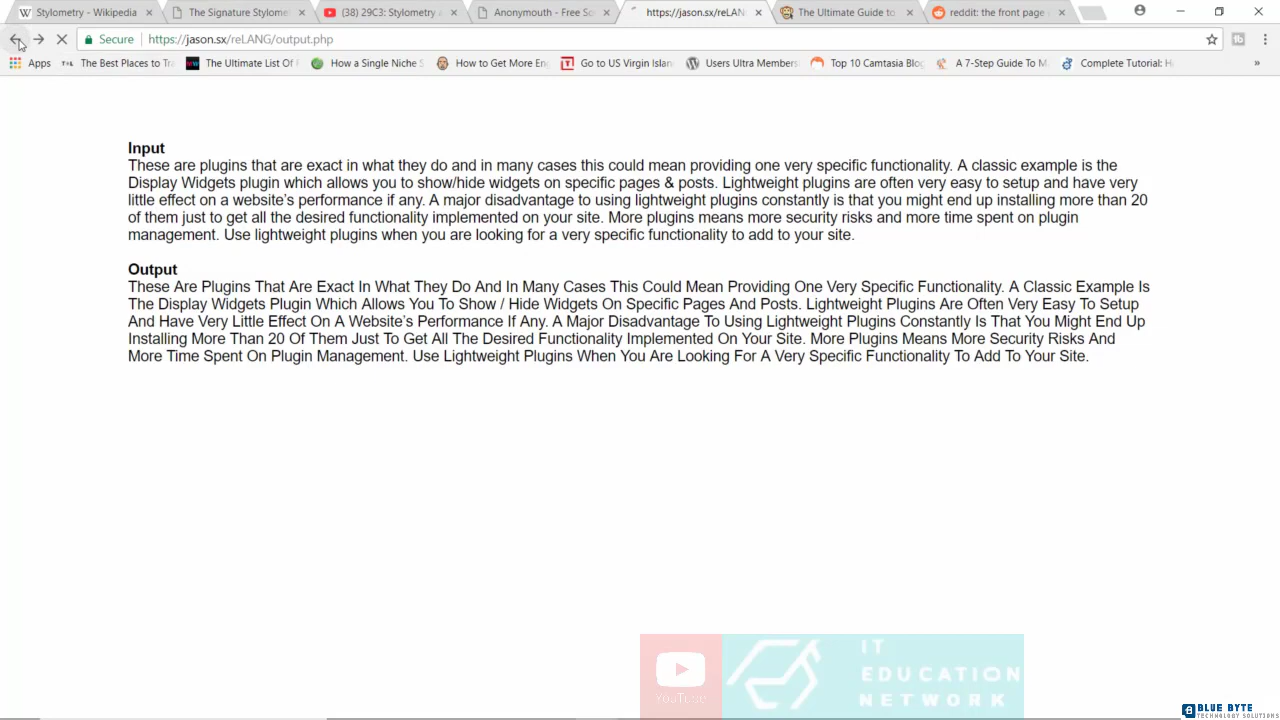 Stylometry - Wikipedia
The Signature Stylomet
(38) 29C3: Stylometry A
Anonymouth - Free So
https://jason.sx/reLAN
The Ultimate Guide to
reddit: the front page
Secure https://jason.sx/reLANG/output.php
Apps The Best Places to Tra The Ultimate List Of How a Single Niche S How to Get More En Go to US Virgin Islan Users Ultra Members Top 10 Camtasia Blog A 7-Step Guide To M Complete Tutorial: H »
Input
These are plugins that are exact in what they do and in many cases this could mean providing one very specific functionality. A classic example is the
Display Widgets plugin which allows you to show/hide widgets on specific pages & posts. Lightweight plugins are often very easy to setup and have very
little effect on a website’s performance if any. A major disadvantage to using lightweight plugins constantly is that you might end up installing more than 20
of them just to get all the desired functionality implemented on your site. More plugins means more security risks and more time spent on plugin
management. Use lightweight plugins when you are looking for a very specific functionality to add to your site.
Output
These Are Plugins That Are Exact In What They Do And In Many Cases This Could Mean Providing One Very Specific Functionality. A Classic Example Is
The Display Widgets Plugin Which Allows You To Show / Hide Widgets On Specific Pages And Posts. Lightweight Plugins Are Often Very Easy To Setup
And Have Very Little Effect On A Website’s Performance If Any. A Major Disadvantage To Using Lightweight Plugins Constantly Is That You Might End Up
Installing More Than 20 Of Them Just To Get All The Desired Functionality Implemented On Your Site. More Plugins Means More Security Risks And
More Time Spent On Plugin Management. Use Lightweight Plugins When You Are Looking For A Very Specific Functionality To Add To Your Site.
YouTube
IT
EDUCATION
NETWORK
BLUE BYTE
TECHNOLOGY SOLUTIONS